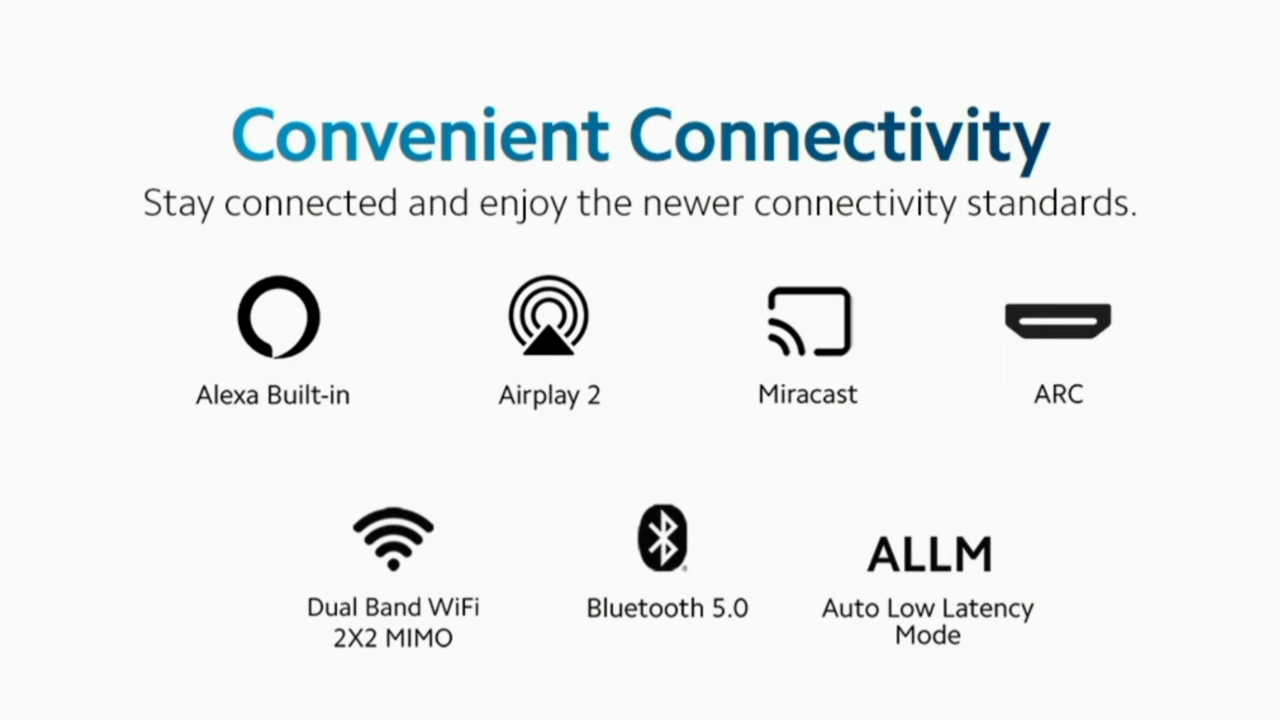 Convenient Connectivity
Stay connected and enjoy the newer connectivity standards.
Alexa Built-in
Airplay 2
Miracast
ARC
ALLM
Dual Band WiFi
2X2 MIMO
Bluetooth 5.0
Auto Low Latency
Mode